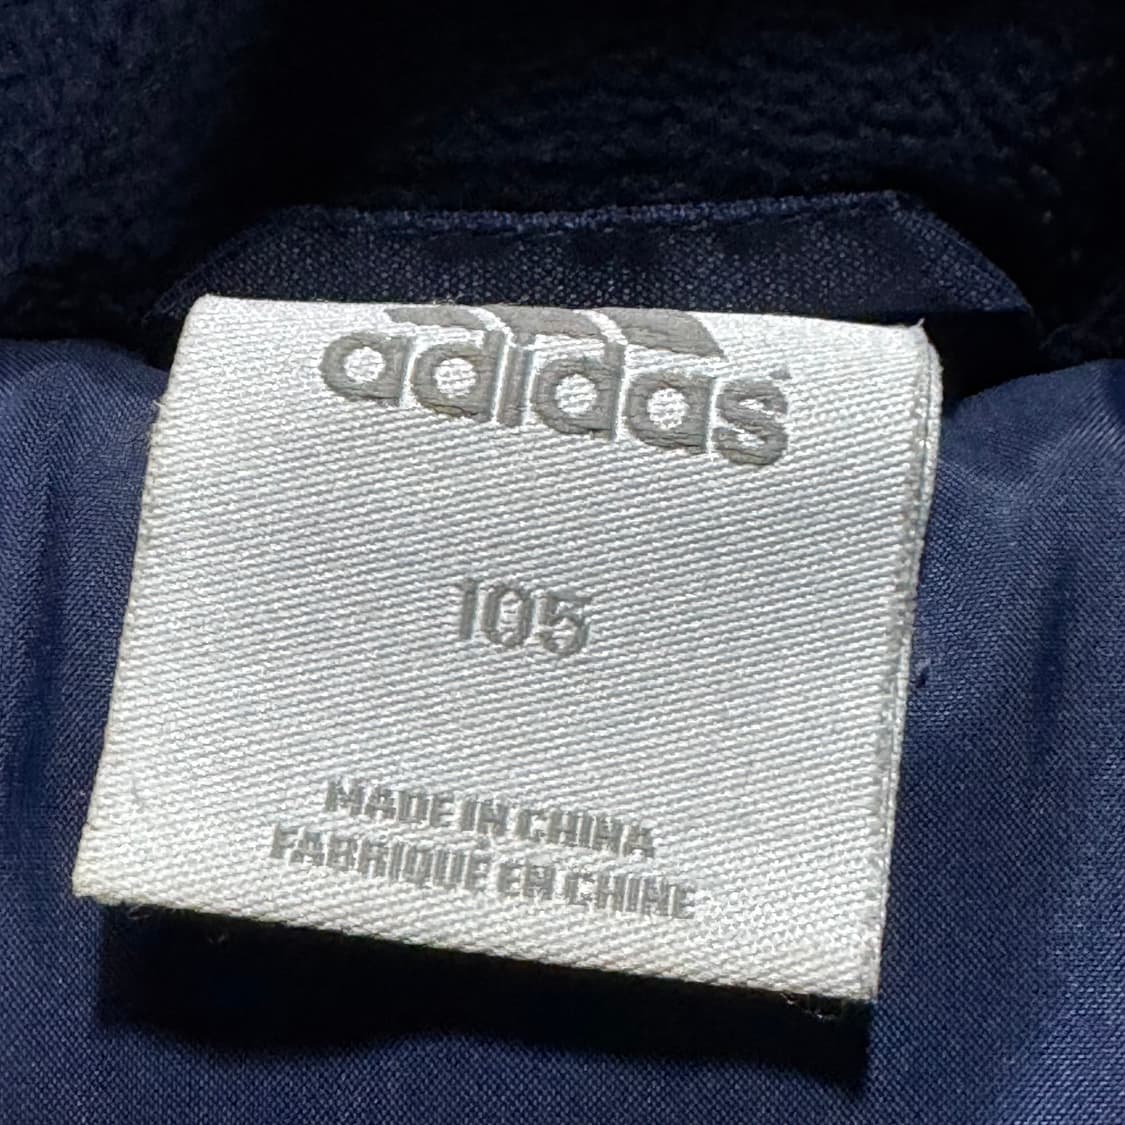 adidas
105
MADE IN CHINA
FABRIQUÉ EN CHINE